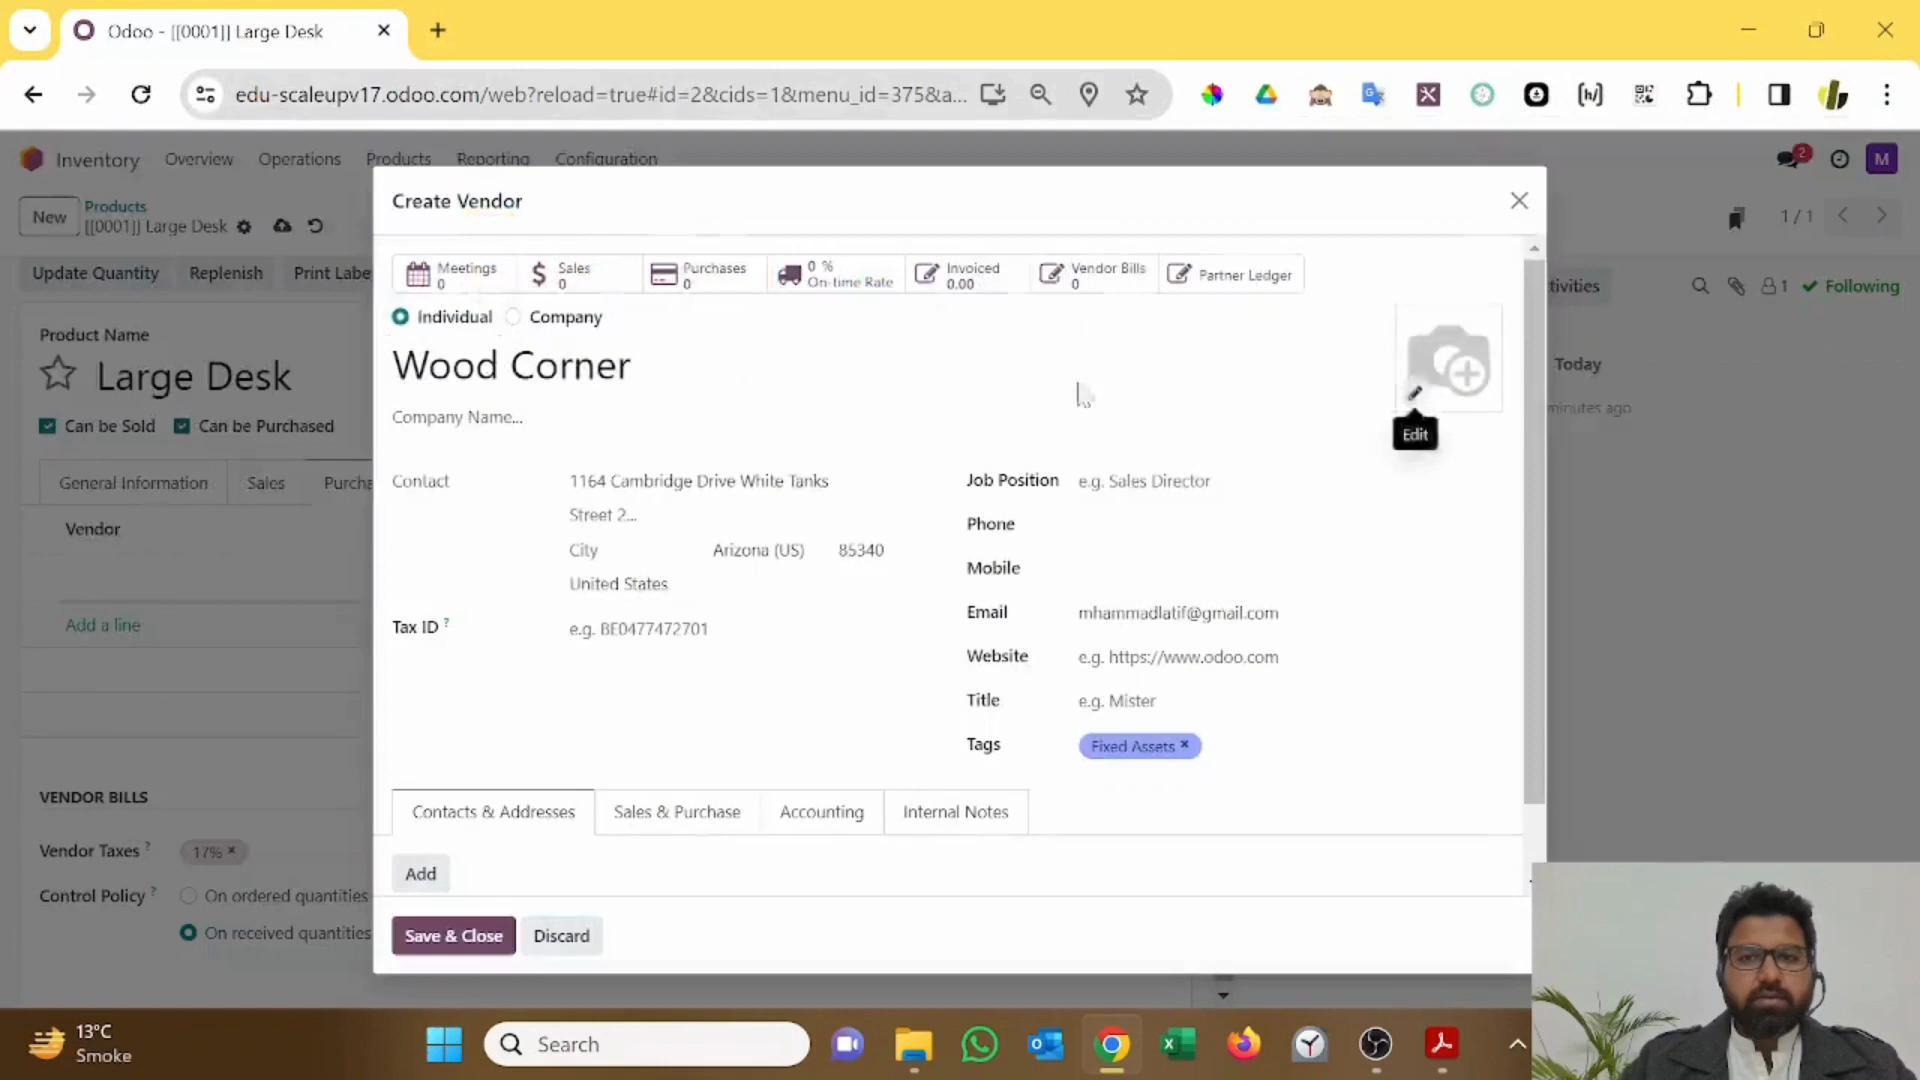 Odoo - [[0001]] Large Desk
edu-scaleupv17.odoo.com/web?reload=true#id=2&cids=1&menu_id=375&a...
Inventory Overview Operations Products Reporting Configuration
2
M
New
Products
[[0001]] Large Desk
1 / 1
Update Quantity Replenish Print Labe
tivities
1
Following
Create Vendor
Meetings
0
Sales
0
Purchases
0
0 %
On-time Rate
Invoiced
0.00
Vendor Bills
0
Partner Ledger
Individual Company
Wood Corner
Company Name...
Edit
Contact
1164 Cambridge Drive White Tanks
Street 2...
City Arizona (US) 85340
United States
Tax ID ?
e.g. BE0477472701
Job Position e.g. Sales Director
Phone
Mobile
Email mhammadlatif@gmail.com
Website e.g. https://www.odoo.com
Title e.g. Mister
Tags Fixed Assets ×
Contacts & Addresses Sales & Purchase Accounting Internal Notes
Add
Save & Close Discard
Product Name
Large Desk
Can be Sold Can be Purchased
General Information Sales Purcha
Vendor
Add a line
VENDOR BILLS
Vendor Taxes ? 17% ×
Control Policy ? On ordered quantities
On received quantities
Today
minutes ago
13°C
Smoke
Search